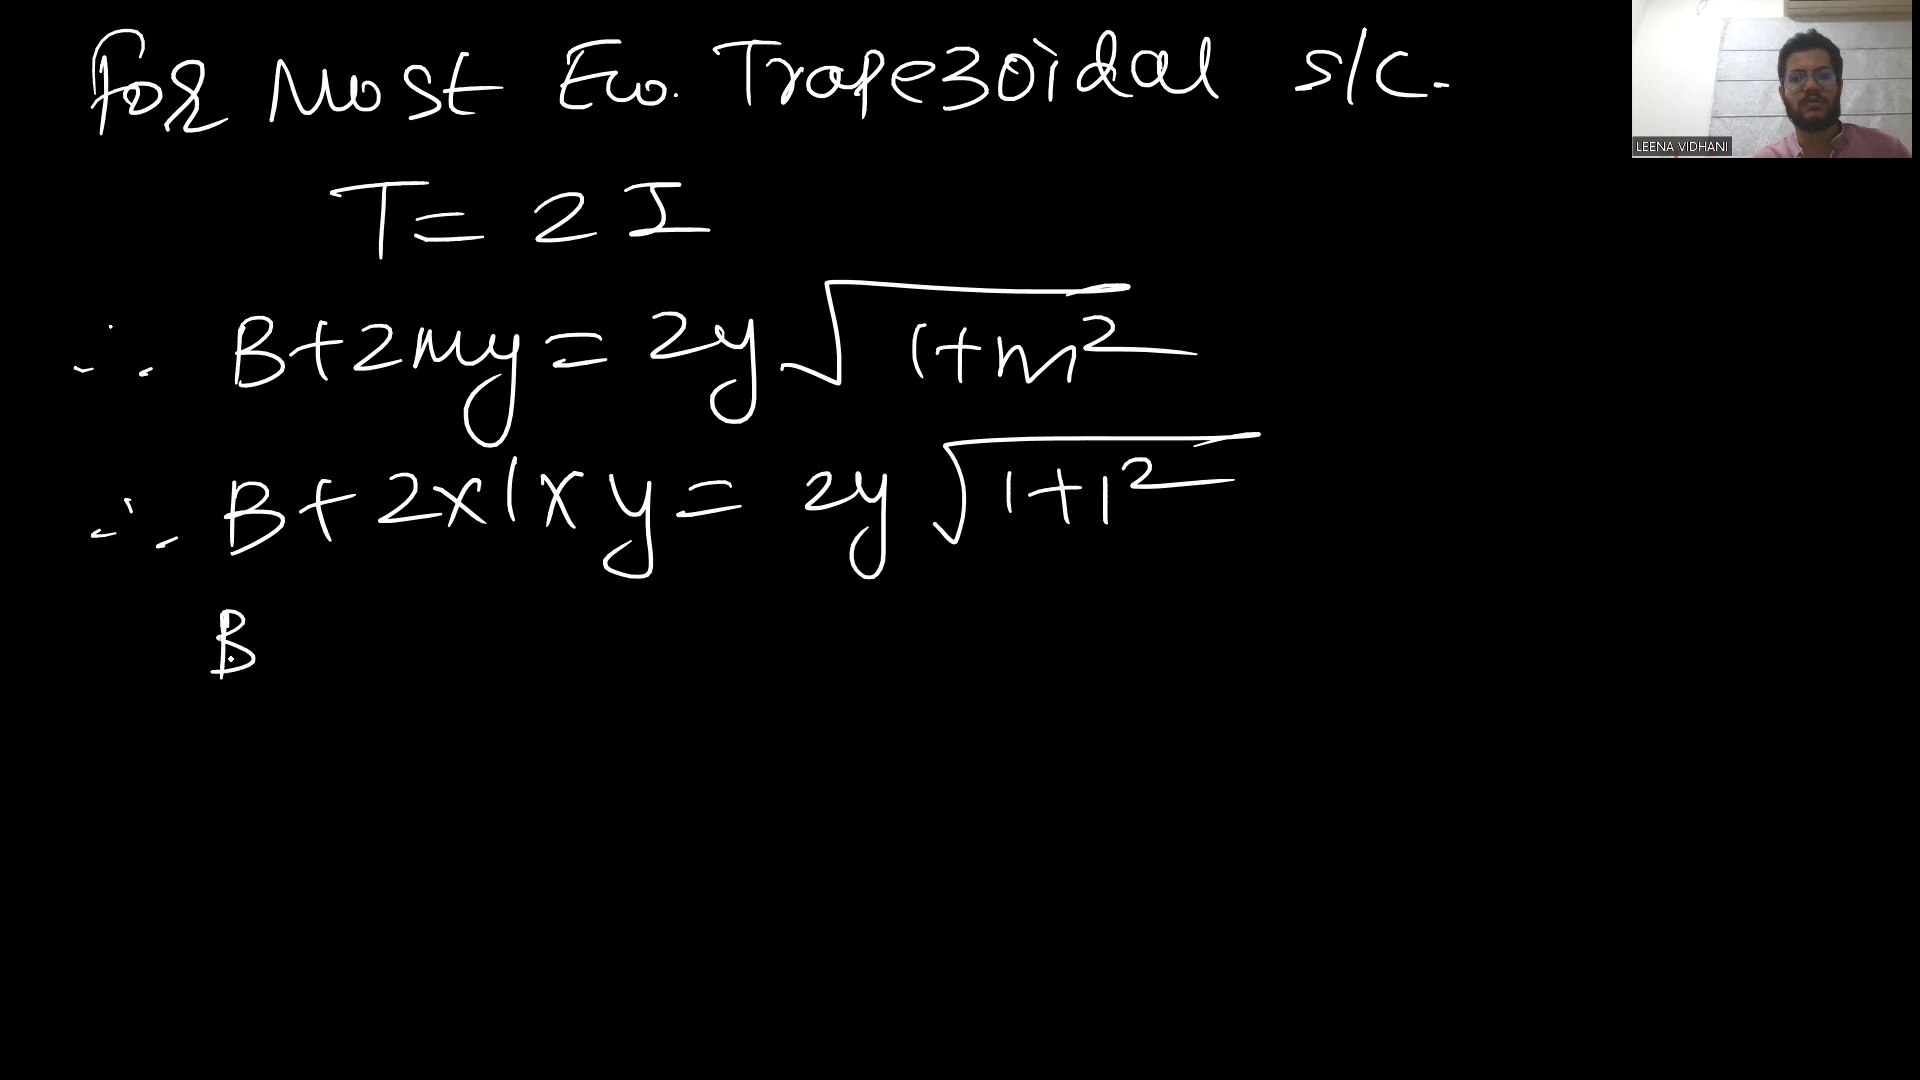 For Most Eco. Trapezoidal s/c.
LEENA VIDHANI
T = 2I
∴ B + 2my = 2y√(1+m²)
∴ B + 2×1×y = 2y√(1+1²)
B